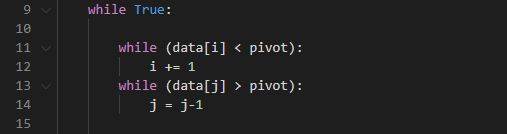 9 while True:
10
11 while (data[i] < pivot):
12 i += 1
13 while (data[j] > pivot):
14 j = j-1
15